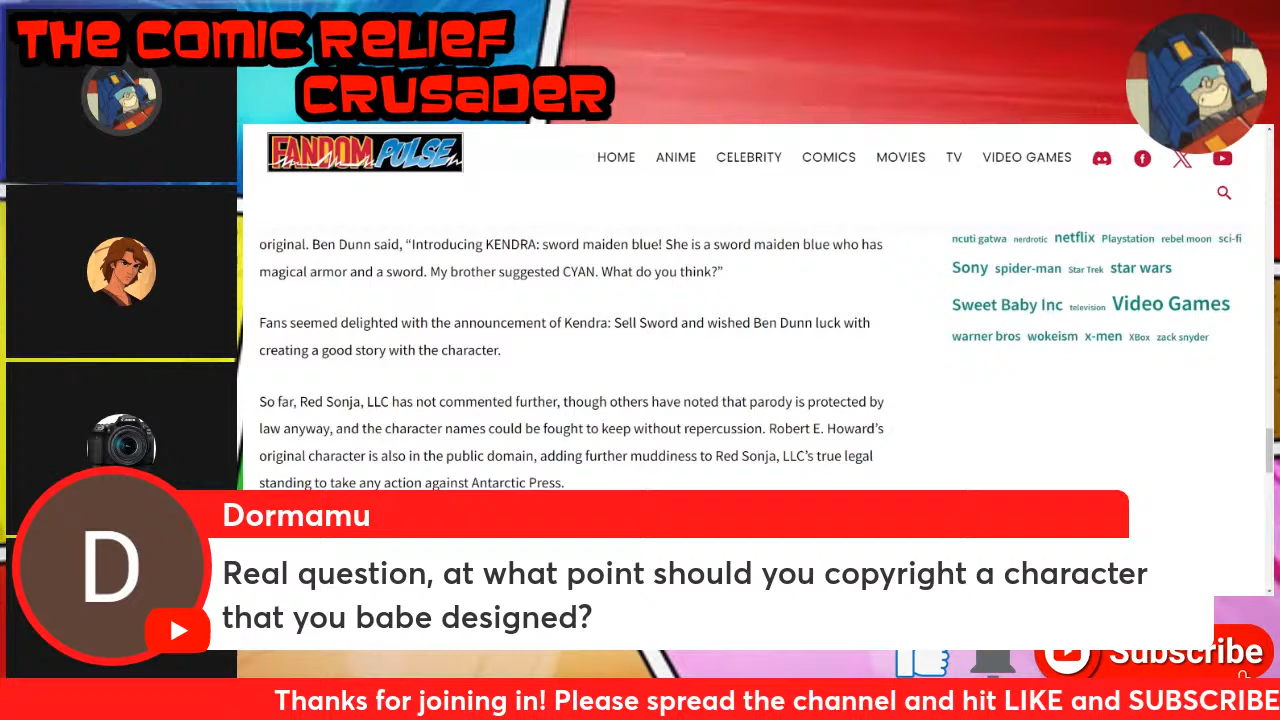 THE COMIC RELIEF
CRUSADER
FANDOM PULSE
HOME ANIME CELEBRITY COMICS MOVIES TV VIDEO GAMES
original. Ben Dunn said, “Introducing KENDRA: sword maiden blue! She is a sword maiden blue who has
magical armor and a sword. My brother suggested CYAN. What do you think?”
Fans seemed delighted with the announcement of Kendra: Sell Sword and wished Ben Dunn luck with
creating a good story with the character.
So far, Red Sonja, LLC has not commented further, though others have noted that parody is protected by
law anyway, and the character names could be fought to keep without repercussion. Robert E. Howard’s
original character is also in the public domain, adding further muddiness to Red Sonja, LLC’s true legal
standing to take any action against Antarctic Press.
ncuti gatwa nerdrotic netflix Playstation rebel moon sci-fi
Sony spider-man Star Trek star wars
Sweet Baby Inc television Video Games
warner bros wokeism x-men XBox zack snyder
Canon
D
Dormamu
Real question, at what point should you copyright a character
that you babe designed?
Subscribe
Thanks for joining in! Please spread the channel and hit LIKE and SUBSCRIBE